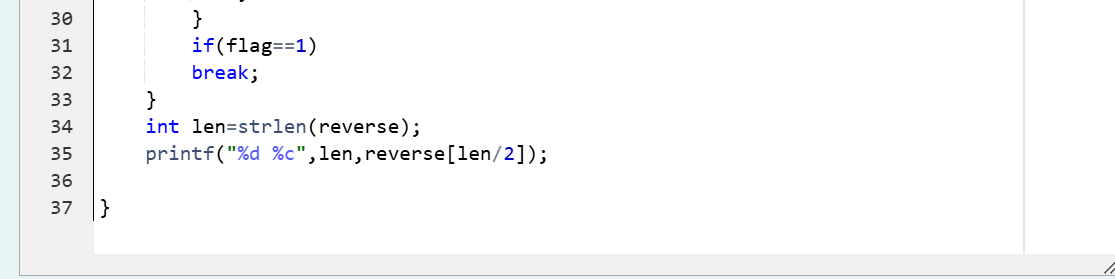 30 }
31 if(flag==1)
32 break;
33 }
34 int len=strlen(reverse);
35 printf("%d %c",len,reverse[len/2]);
36
37 }